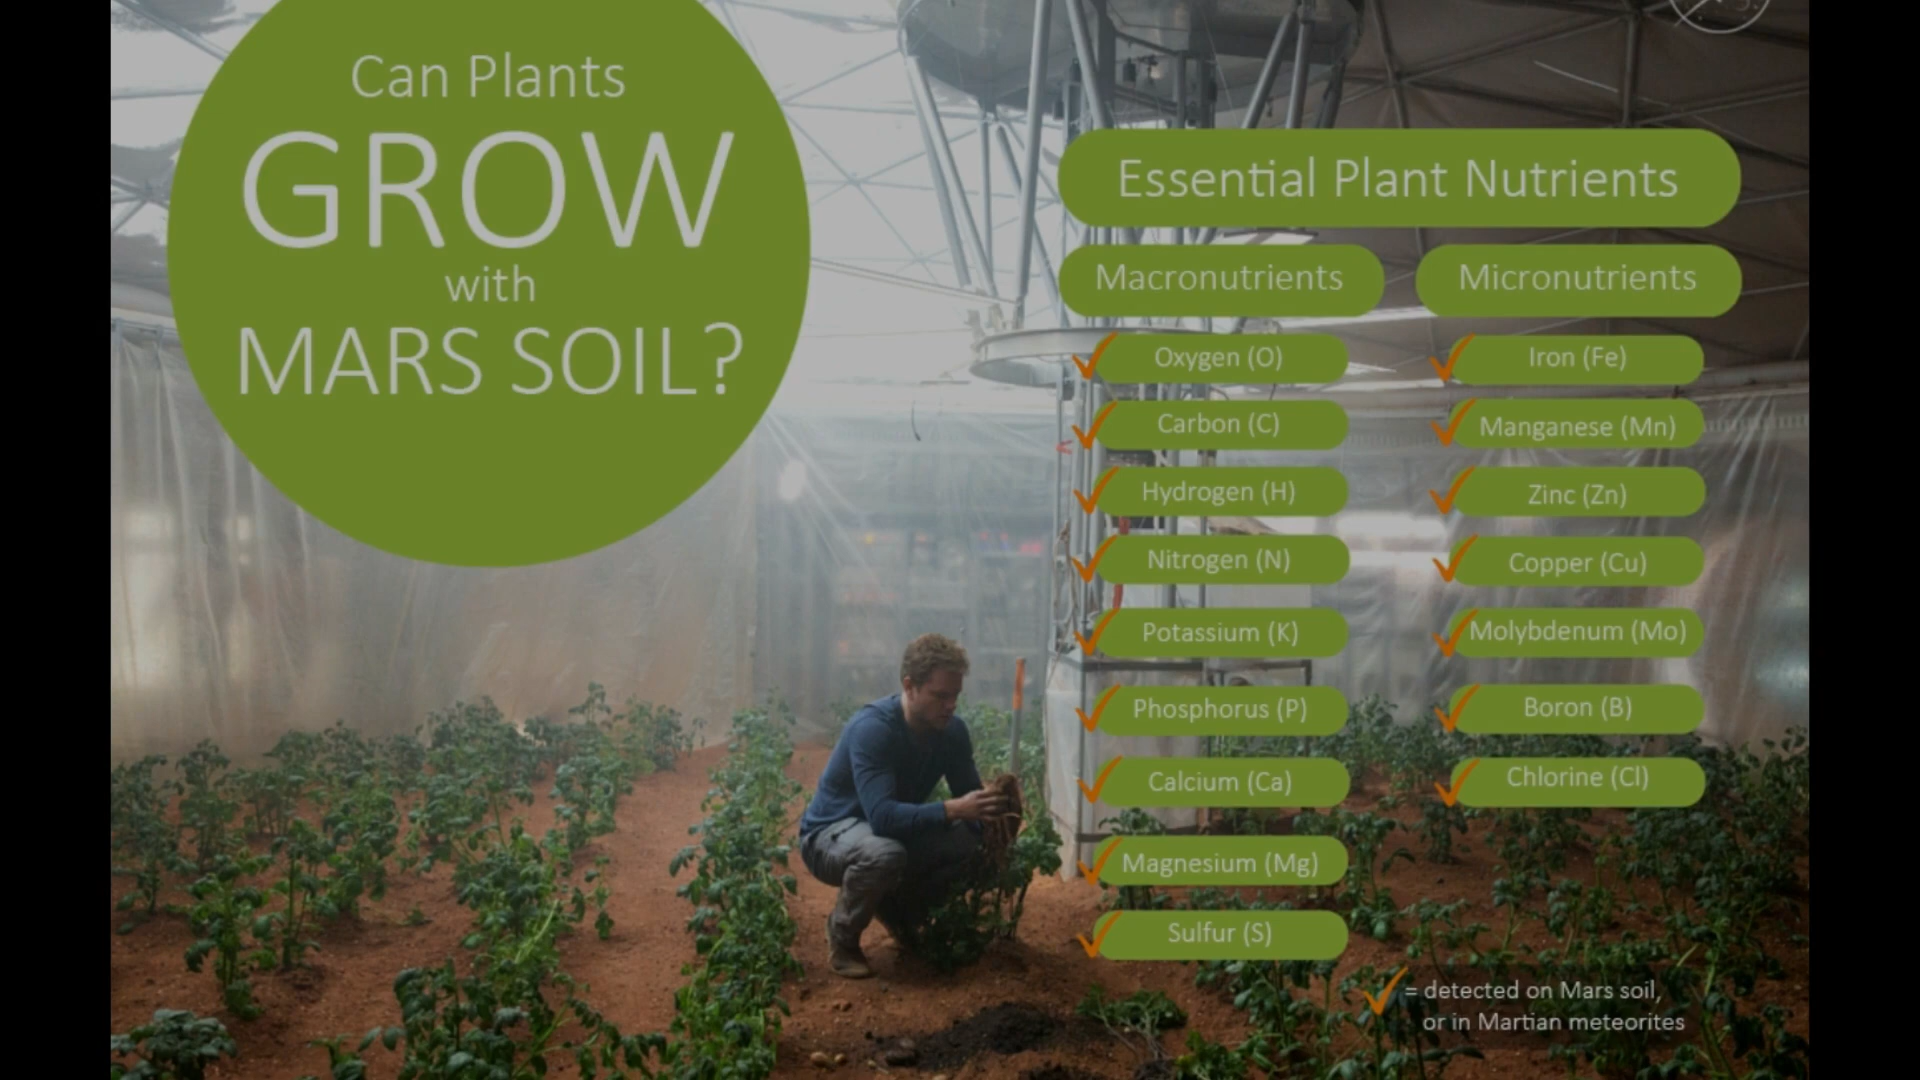 Can Plants
GROW
with
MARS SOIL?
Essential Plant Nutrients
Macronutrients
Micronutrients
Oxygen (O)
Carbon (C)
Hydrogen (H)
Nitrogen (N)
Potassium (K)
Phosphorus (P)
Calcium (Ca)
Magnesium (Mg)
Sulfur (S)
Iron (Fe)
Manganese (Mn)
Zinc (Zn)
Copper (Cu)
Molybdenum (Mo)
Boron (B)
Chlorine (Cl)
= detected on Mars soil,
or in Martian meteorites